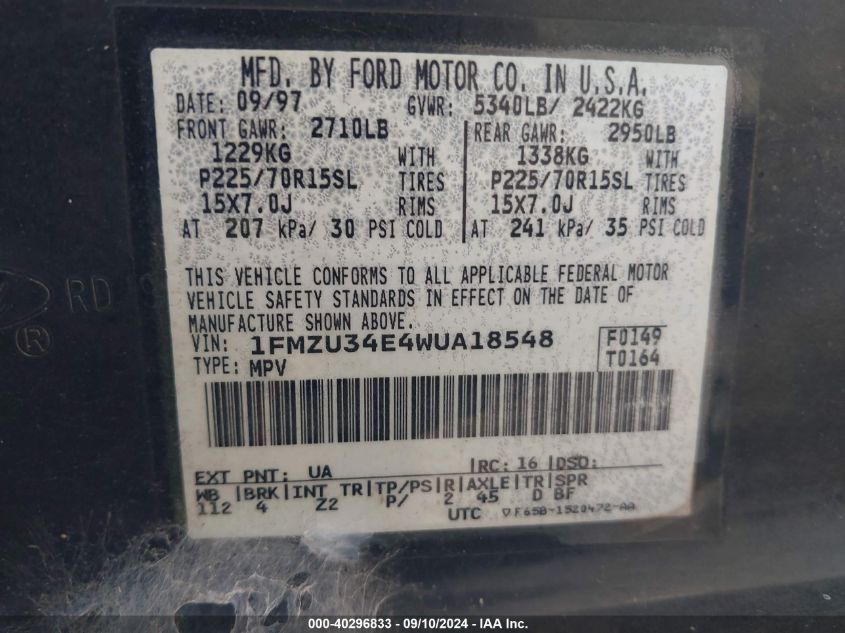 MFD. BY FORD MOTOR CO. IN U.S.A.
DATE: 09/97 GVWR: 5340LB/ 2422KG
FRONT GAWR: 2710LB REAR GAWR: 2950LB
1229KG WITH 1338KG WITH
P225/70R15SL TIRES P225/70R15SL TIRES
15X7.0J RIMS 15X7.0J RIMS
AT 207 kPa/ 30 PSI COLD AT 241 kPa/ 35 PSI COLD
THIS VEHICLE CONFORMS TO ALL APPLICABLE FEDERAL MOTOR
VEHICLE SAFETY STANDARDS IN EFFECT ON THE DATE OF
MANUFACTURE SHOWN ABOVE.
VIN: 1FMZU34E4WUA18548 F0149
TYPE: MPV T0164
EXT PNT: UA RC: 16 DSO:
WB BRK INT TR TP/PS R AXLE TR SPR
112 4 Z2 P/ 2 45 D BF
UTC ▽F65B-1520472-AA
RD
®
000-40296833 - 09/10/2024 - IAA Inc.